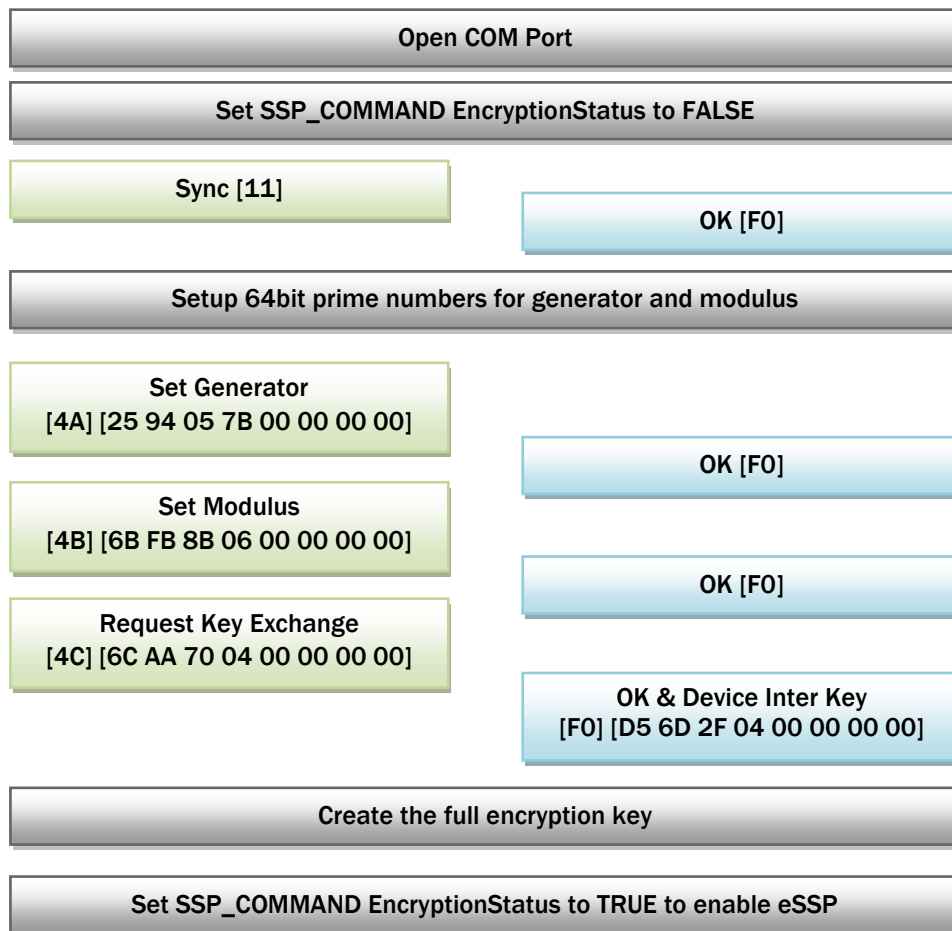 Open COM Port
Set SSP_COMMAND EncryptionStatus to FALSE
Sync [11]
OK [F0]
Setup 64bit prime numbers for generator and modulus
Set Generator
[4A] [25 94 05 7B 00 00 00 00]
OK [F0]
Set Modulus
[4B] [6B FB 8B 06 00 00 00 00]
OK [F0]
Request Key Exchange
[4C] [6C AA 70 04 00 00 00 00]
OK & Device Inter Key
[F0] [D5 6D 2F 04 00 00 00 00]
Create the full encryption key
Set SSP_COMMAND EncryptionStatus to TRUE to enable eSSP